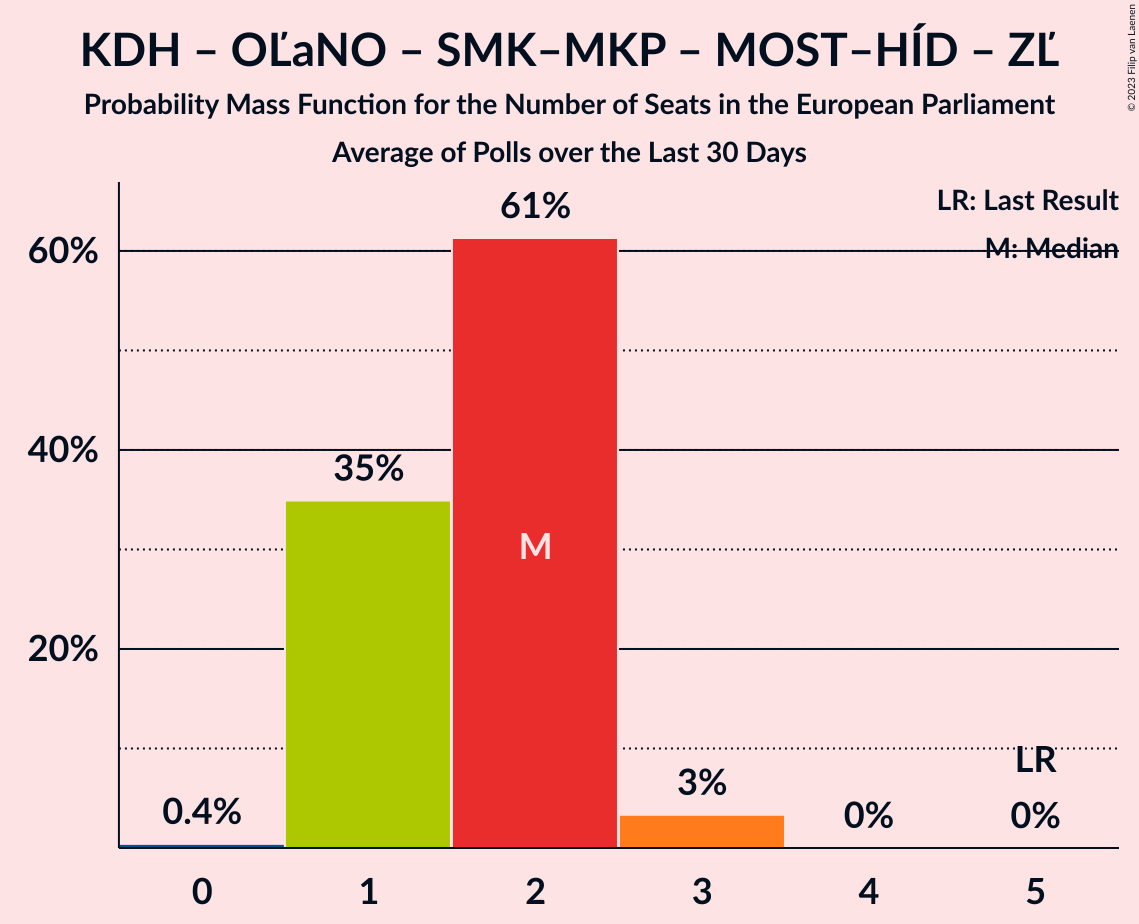 KDH – OĽaNO – SMK–MKP – MOST–HÍD – ZĽ
Probability Mass Function for the Number of Seats in the European Parliament
Average of Polls over the Last 30 Days
© 2023 Filip van Laenen
LR: Last Result
M: Median
61%
60%
40%
35%
M
20%
LR
3%
0.4%
0%
0%
0 1 2 3 4 5